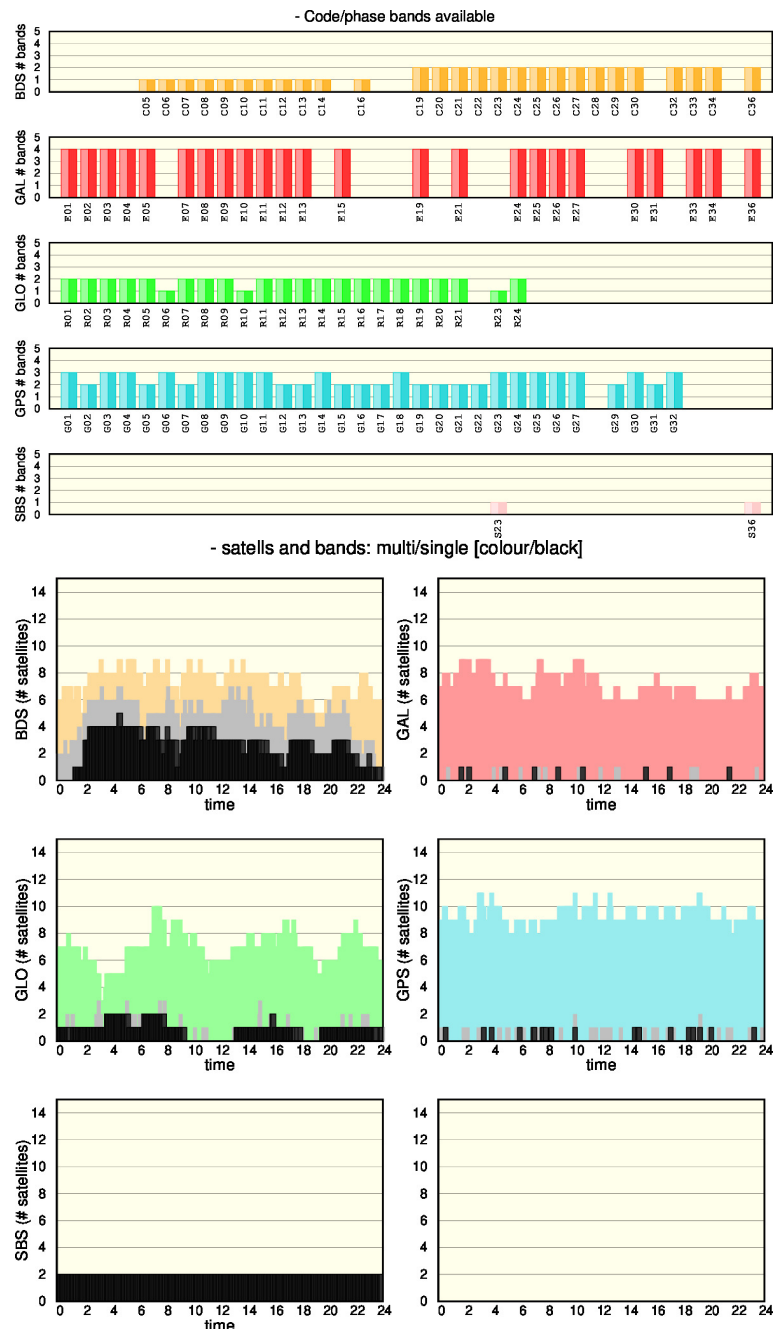 - Code/phase bands available
BDS # bands
5
4
3
2
1
0
C05 C06 C07 C08 C09 C10 C11 C12 C13 C14 C16 C19 C20 C21 C22 C23 C24 C25 C26 C27 C28 C29 C30 C32 C33 C34 C36
GAL # bands
5
4
3
2
1
0
E01 E02 E03 E04 E05 E07 E08 E09 E10 E11 E12 E13 E15 E19 E21 E24 E25 E26 E27 E30 E31 E33 E34 E36
GLO # bands
5
4
3
2
1
0
R01 R02 R03 R04 R05 R06 R07 R08 R09 R10 R11 R12 R13 R14 R15 R16 R17 R18 R19 R20 R21 R23 R24
GPS # bands
5
4
3
2
1
0
G01 G02 G03 G04 G05 G06 G07 G08 G09 G10 G11 G12 G13 G14 G15 G16 G17 G18 G19 G20 G21 G22 G23 G24 G25 G26 G27 G29 G30 G31 G32
SBS # bands
5
4
3
2
1
0
S23 S36
- satells and bands: multi/single [colour/black]
BDS (# satellites)
14
12
10
8
6
4
2
0
0 2 4 6 8 10 12 14 16 18 20 22 24
time
GAL (# satellites)
14
12
10
8
6
4
2
0
0 2 4 6 8 10 12 14 16 18 20 22 24
time
GLO (# satellites)
14
12
10
8
6
4
2
0
0 2 4 6 8 10 12 14 16 18 20 22 24
time
GPS (# satellites)
14
12
10
8
6
4
2
0
0 2 4 6 8 10 12 14 16 18 20 22 24
time
SBS (# satellites)
14
12
10
8
6
4
2
0
0 2 4 6 8 10 12 14 16 18 20 22 24
time
14
12
10
8
6
4
2
0
0 2 4 6 8 10 12 14 16 18 20 22 24